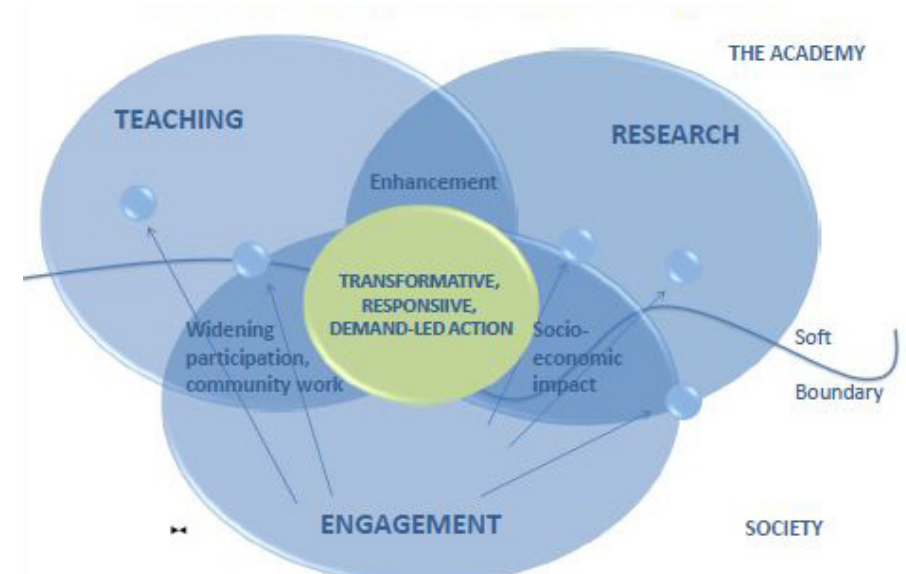 THE ACADEMY
TEACHING
RESEARCH
Enhancement
TRANSFORMATIVE,
RESPONSIIVE,
DEMAND-LED ACTION
Widening
participation,
community work
Socio-
economic
impact
Soft
Boundary
ENGAGEMENT
SOCIETY